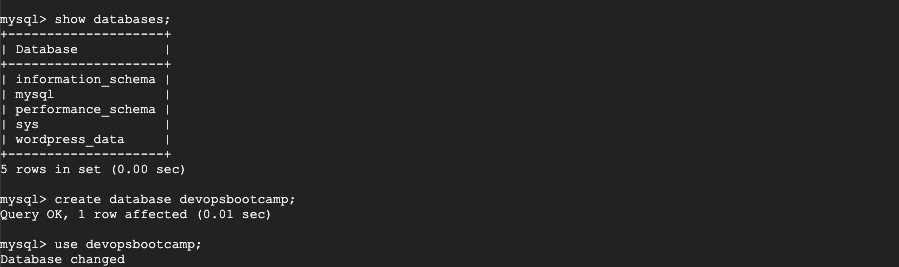 mysql> show databases;
+--------------------+
| Database           |
+--------------------+
| information_schema |
| mysql              |
| performance_schema |
| sys                |
| wordpress_data     |
+--------------------+
5 rows in set (0.00 sec)
mysql> create database devopsbootcamp;
Query OK, 1 row affected (0.01 sec)
mysql> use devopsbootcamp;
Database changed